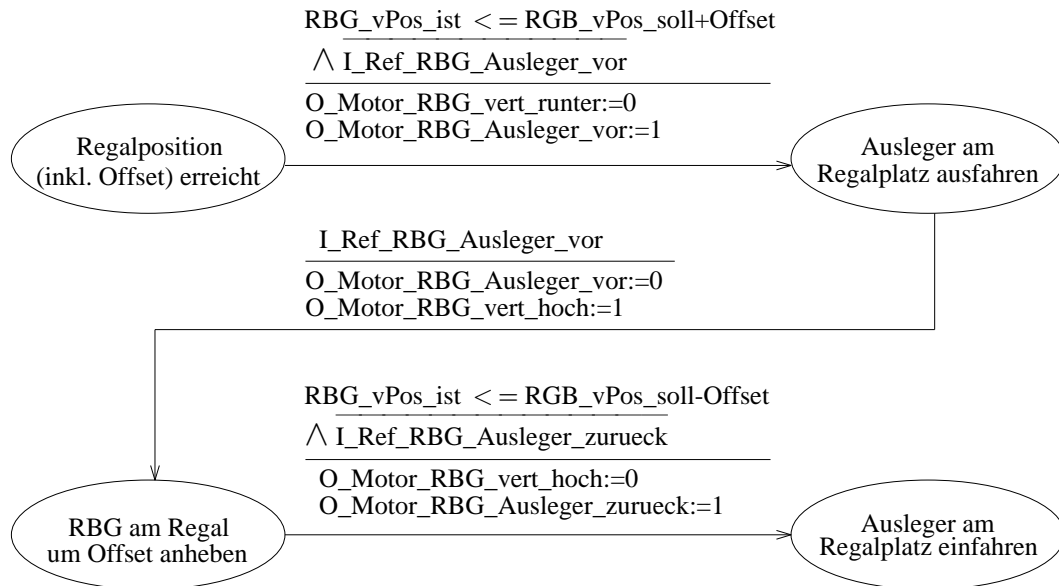 RBG_vPos_ist <= RGB_vPos_soll+Offset
∧ I_Ref_RBG_Ausleger_vor
O_Motor_RBG_vert_runter:=0
O_Motor_RBG_Ausleger_vor:=1
Regalposition
(inkl. Offset) erreicht
Ausleger am
Regalplatz ausfahren
I_Ref_RBG_Ausleger_vor
O_Motor_RBG_Ausleger_vor:=0
O_Motor_RBG_vert_hoch:=1
RBG_vPos_ist <= RGB_vPos_soll-Offset
∧ I_Ref_RBG_Ausleger_zurueck
O_Motor_RBG_vert_hoch:=0
O_Motor_RBG_Ausleger_zurueck:=1
RBG am Regal
um Offset anheben
Ausleger am
Regalplatz einfahren